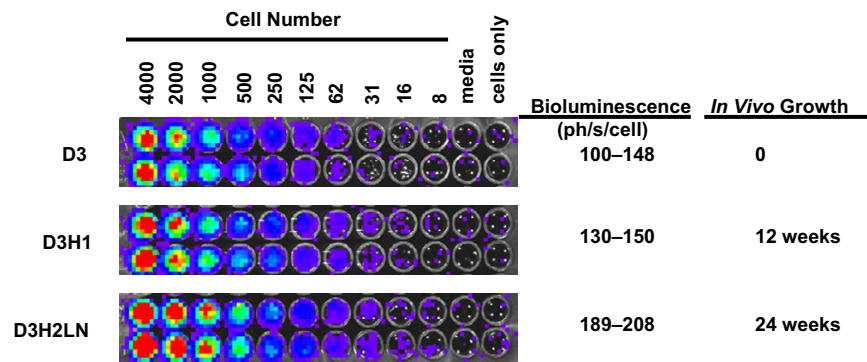 Cell Number
4000 2000 1000 500 250 125 62 31 16 8 media cells only
Bioluminescence In Vivo Growth
(ph/s/cell)
D3 100–148 0
D3H1 130–150 12 weeks
D3H2LN 189–208 24 weeks